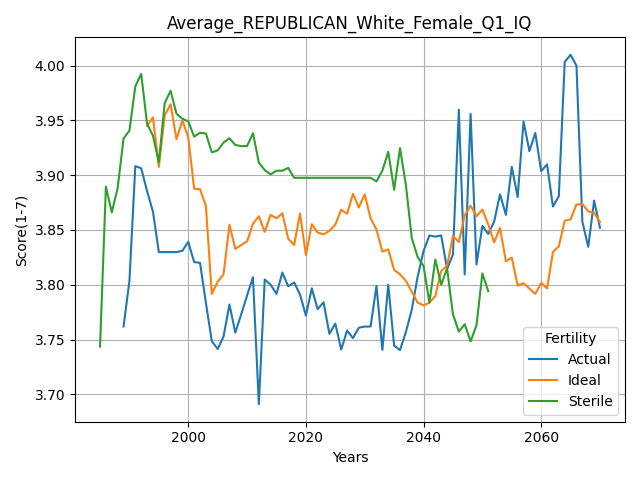 Average_REPUBLICAN_White_Female_Q1_IQ
Score(1-7)
4.00
3.95
3.90
3.85
3.80
3.75
3.70
2000
2020
2040
2060
Years
Fertility
Actual
Ideal
Sterile